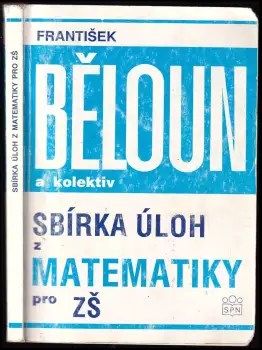 SBÍRKA ÚLOH Z MATEMATIKY PRO ZŠ
FRANTIŠEK
BĚLOUN
a kolektiv
SBÍRKA ÚLOH
z
MATEMATIKY
pro ZŠ
SPN